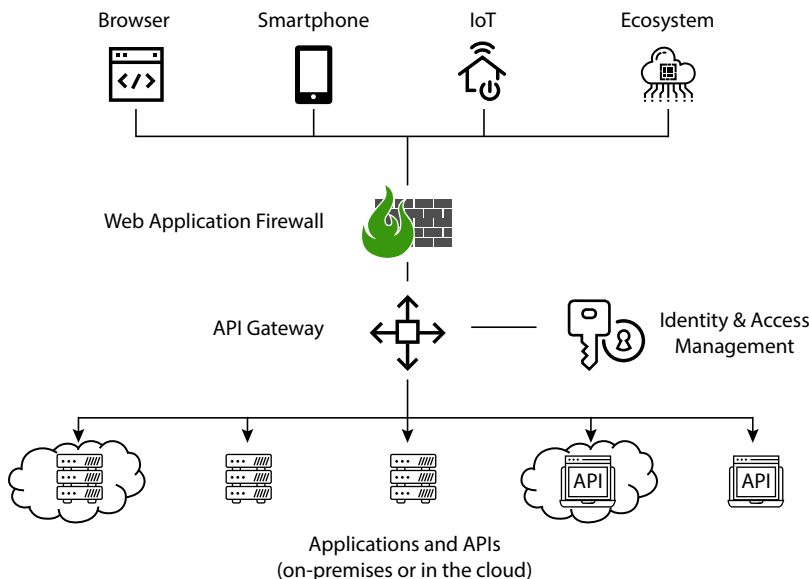 Browser
Smartphone
IoT
Ecosystem
</>
Web Application Firewall
API Gateway
Identity & Access
Management
API
API
Applications and APIs
(on-premises or in the cloud)